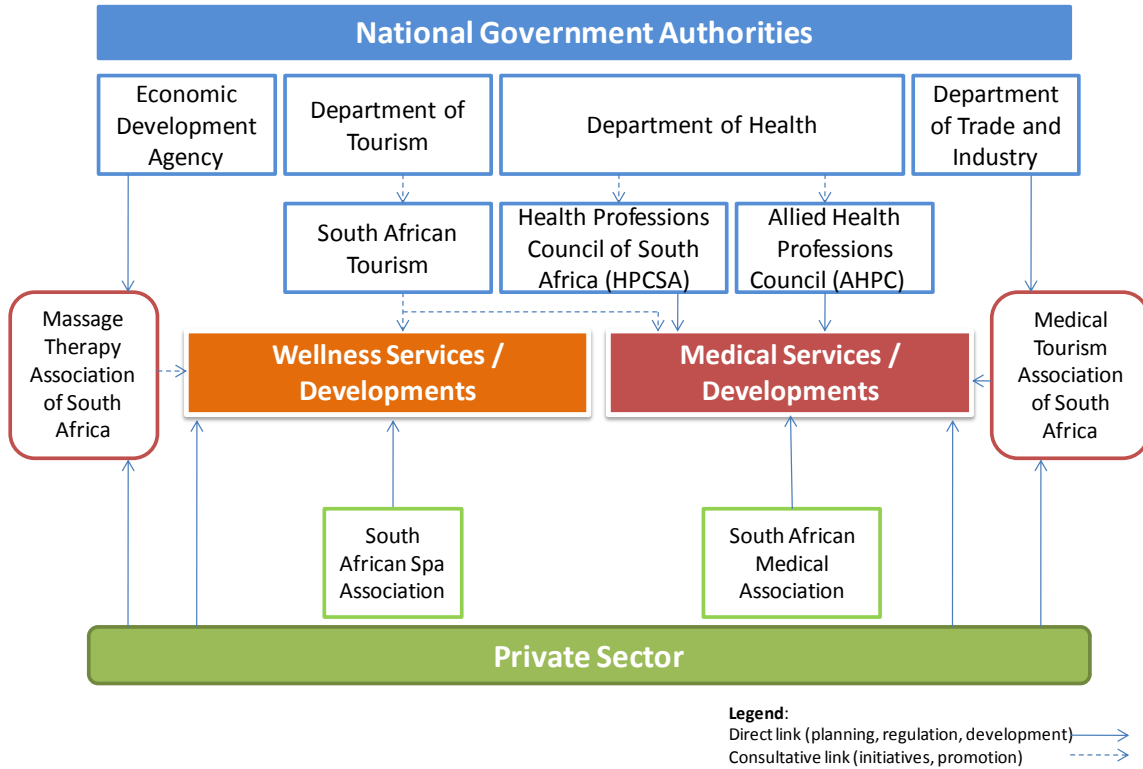 National Government Authorities
Economic
Development
Agency
Department of
Tourism
Department of Health
Department
of Trade and
Industry
South African
Tourism
Health Professions
Council of South
Africa (HPCSA)
Allied Health
Professions
Council (AHPC)
Massage
Therapy
Association
of South
Africa
Wellness Services /
Developments
Medical Services /
Developments
Medical
Tourism
Association
of South
Africa
South
African Spa
Association
South African
Medical
Association
Private Sector
Legend:
Direct link (planning, regulation, development)
Consultative link (initiatives, promotion)